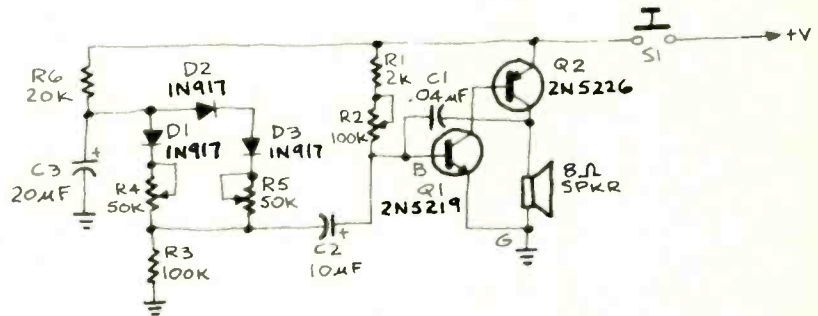 +V
S1
R6
20K
D2
1N917
R1
2K
C1
.04µF
Q2
2N5226
D1
1N917
D3
1N917
R2
100K
C3
+
20µF
R4
50K
R5
50K
B
Q1
2N5219
8Ω
SPKR
C2
+
10µF
R3
100K
G